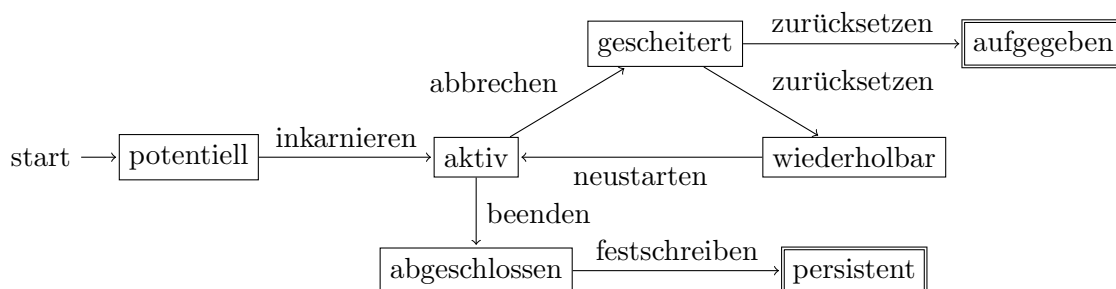 zurücksetzen
gescheitert
aufgegeben
abbrechen
zurücksetzen
inkarnieren
start
potentiell
aktiv
wiederholbar
neustarten
beenden
festschreiben
abgeschlossen
persistent